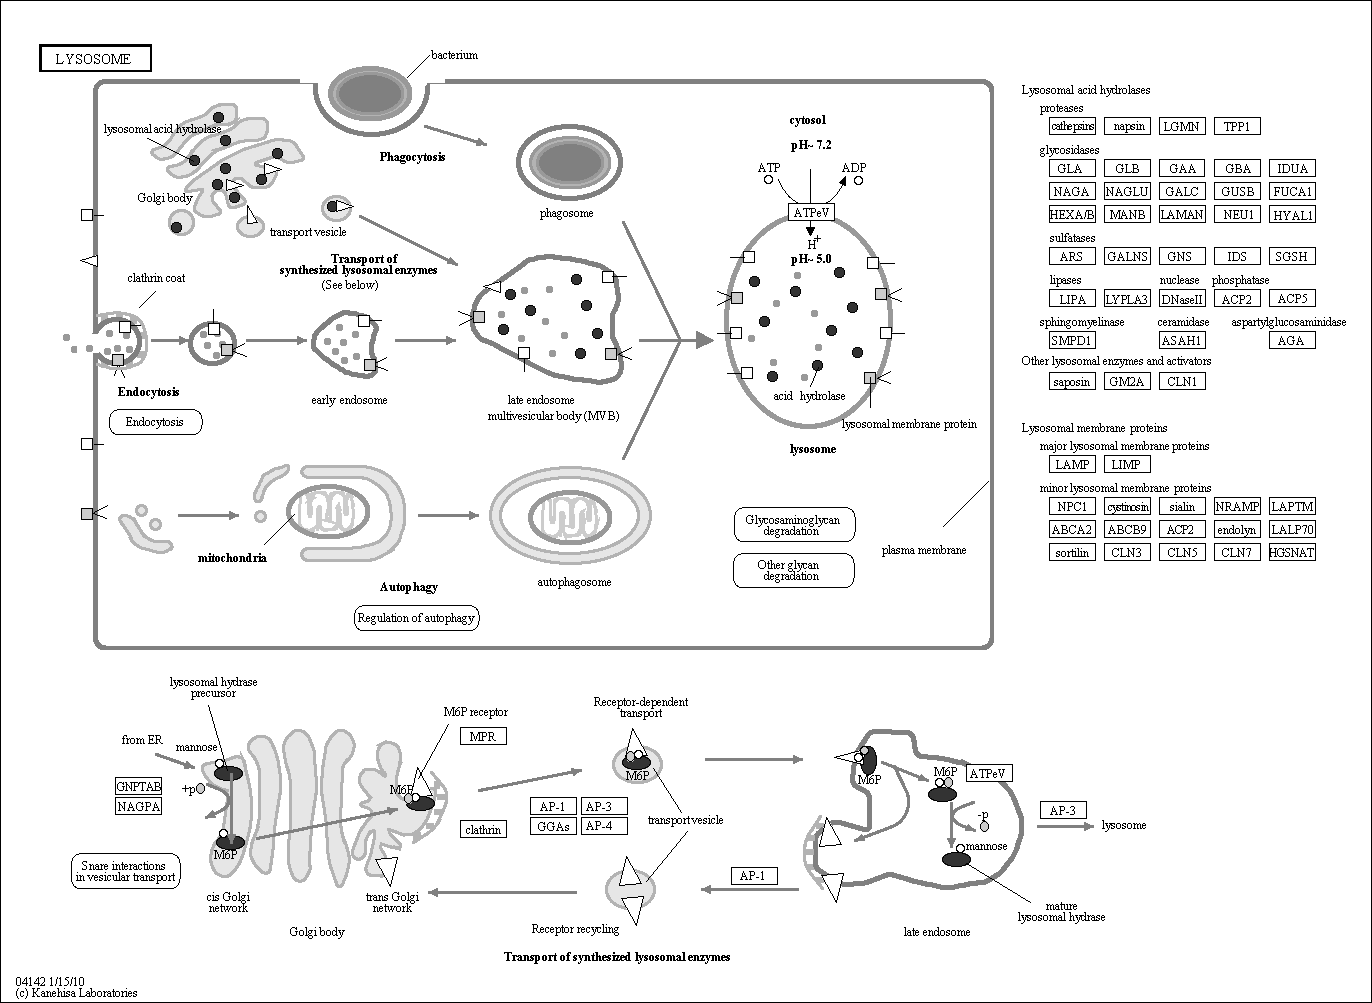 LYSOSOME
bacterium
lysosomal acid hydrolase
Phagocytosis
Golgi body
transport vesicle
phagosome
Transport of
synthesized lysosomal enzymes
(See below)
cytosol
pH~ 7.2
ATP
ADP
ATPeV
H+
pH~ 5.0
clathrin coat
Endocytosis
Endocytosis
early endosome
late endosome
multivesicular body (MVB)
acid hydrolase
lysosomal membrane protein
lysosome
mitochondria
Autophagy
Regulation of autophagy
autophagosome
Glycosaminoglycan
degradation
Other glycan
degradation
plasma membrane
Lysosomal acid hydrolases
proteases
cathepsins napsin LGMN TPP1
glycosidases
GLA GLB GAA GBA IDUA
NAGA NAGLU GALC GUSB FUCA1
HEXA/B MANB LAMAN NEU1 HYAL1
sulfatases
ARS GALNS GNS IDS SGSH
lipases nuclease phosphatase
LIPA LYPLA3 DNaseII ACP2 ACP5
sphingomyelinase ceramidase aspartylglucosaminidase
SMPD1 ASAH1 AGA
Other lysosomal enzymes and activators
saposin GM2A CLN1
Lysosomal membrane proteins
major lysosomal membrane proteins
LAMP LIMP
minor lysosomal membrane proteins
NPC1 cystinosin sialin NRAMP LAPTM
ABCA2 ABCB9 ACP2 endolyn LALP70
sortilin CLN3 CLN5 CLN7 HGSNAT
lysosomal hydrase
precursor
from ER
mannose
+p
GNPTAB
NAGPA
M6P
Snare interactions
in vesicular transport
cis Golgi
network
Golgi body
trans Golgi
network
M6P receptor
MPR
M6P
clathrin
Receptor-dependent
transport
M6P
AP-1 AP-3
GGAs AP-4
transport vesicle
Receptor recycling
AP-1
M6P
M6P
ATPeV
-p
mannose
AP-3
lysosome
mature
lysosomal hydrase
late endosome
Transport of synthesized lysosomal enzymes
04142 1/15/10
(c) Kanehisa Laboratories